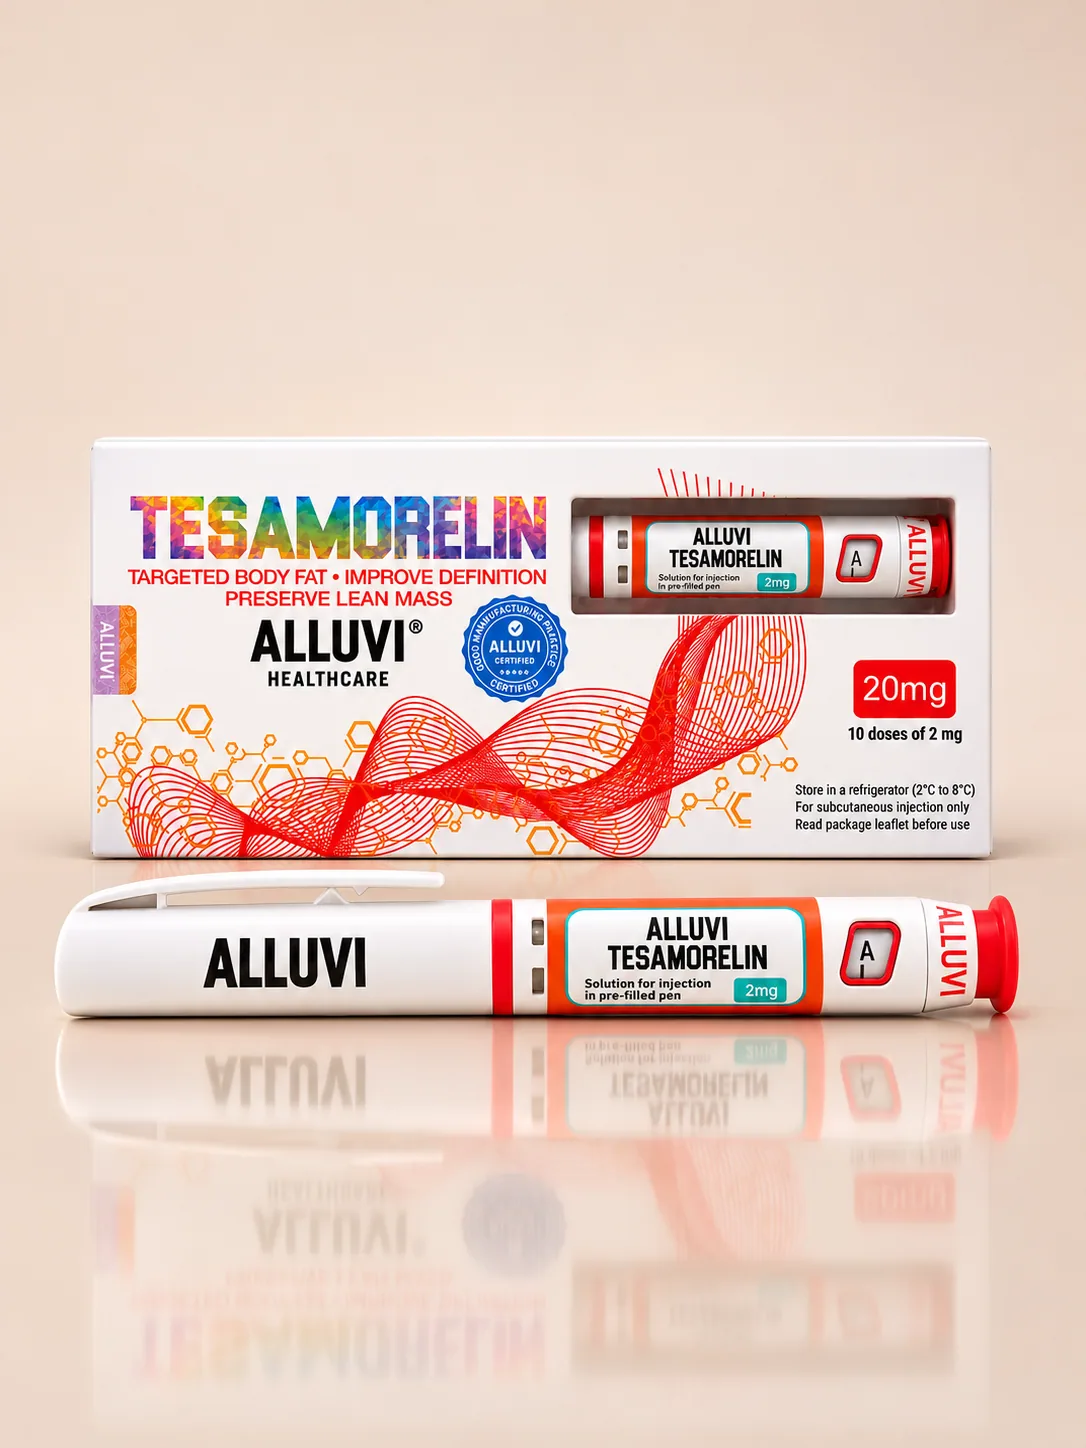 TESAMORELIN
TARGETED BODY FAT • IMPROVE DEFINITION
PRESERVE LEAN MASS
ALLUVI®
HEALTHCARE
ALLUVI
GOOD MANUFACTURING
ALLUVI
CERTIFIED
CERTIFIED
ALLUVI
TESAMORELIN
Solution for injection
in pre-filled pen
2mg
A
ALLUVI
20mg
10 doses of 2 mg
Store in a refrigerator (2°C to 8°C)
For subcutaneous injection only
Read package leaflet before use
ALLUVI
ALLUVI
TESAMORELIN
Solution for injection
in pre-filled pen
2mg
A
ALLUVI